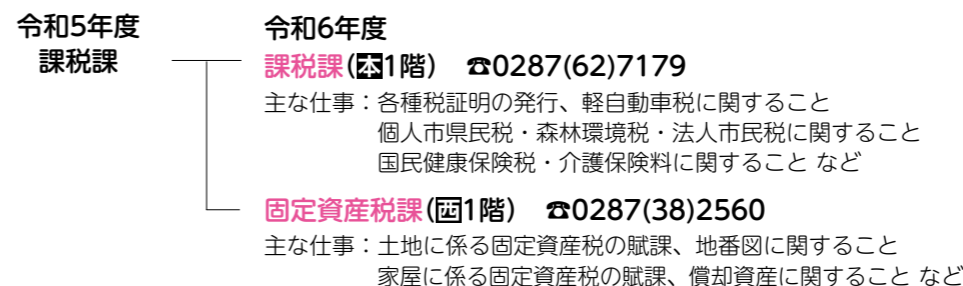 令和5年度
課税課
令和6年度
課税課(本1階) ☎0287(62)7179
主な仕事：各種税証明の発行、軽自動車税に関すること
個人市県民税・森林環境税・法人市民税に関すること
国民健康保険税・介護保険料に関すること など
固定資産税課(西1階) ☎0287(38)2560
主な仕事：土地に係る固定資産税の賦課、地番図に関すること
家屋に係る固定資産税の賦課、償却資産に関すること など